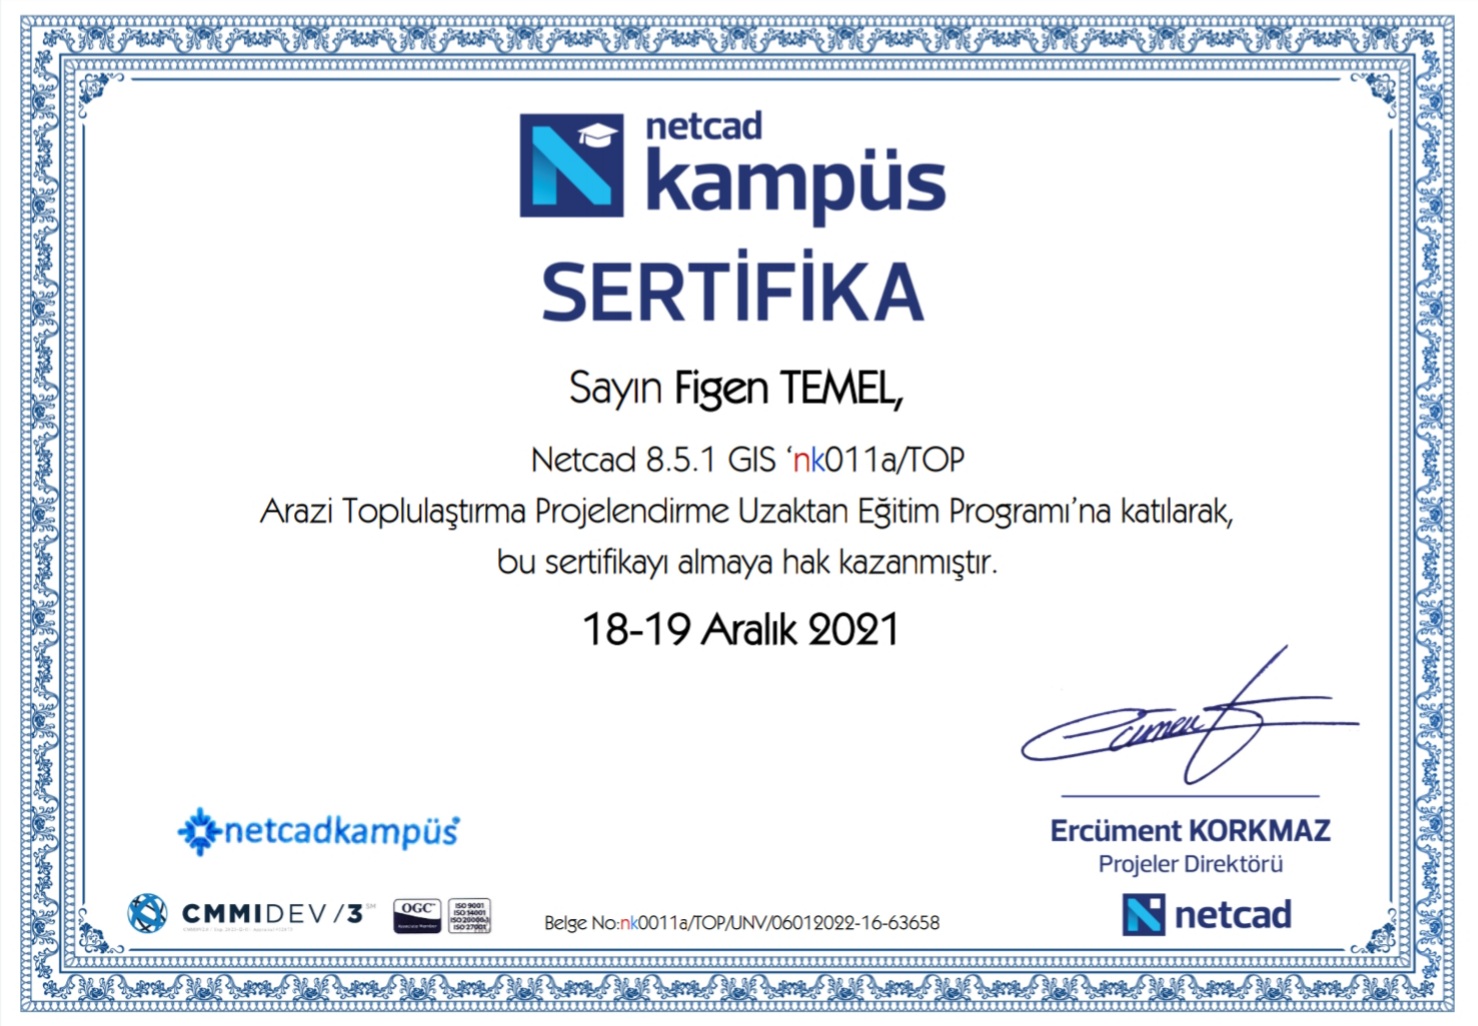 netcad
kampüs
SERTİFİKA
Sayın Figen TEMEL,
Netcad 8.5.1 GIS ‘nk011a/TOP
Arazi Toplulaştırma Projelendirme Uzaktan Eğitim Programı’na katılarak,
bu sertifikayı almaya hak kazanmıştır.
18-19 Aralık 2021
Ercüment KORKMAZ
Projeler Direktörü
netcad
netcadkampüs
CMMIDEV/3 SM
OGC
ISO 9001
ISO 14001
ISO 20000-1
ISO 27001
Belge No:nk0011a/TOP/UNV/06012022-16-63658